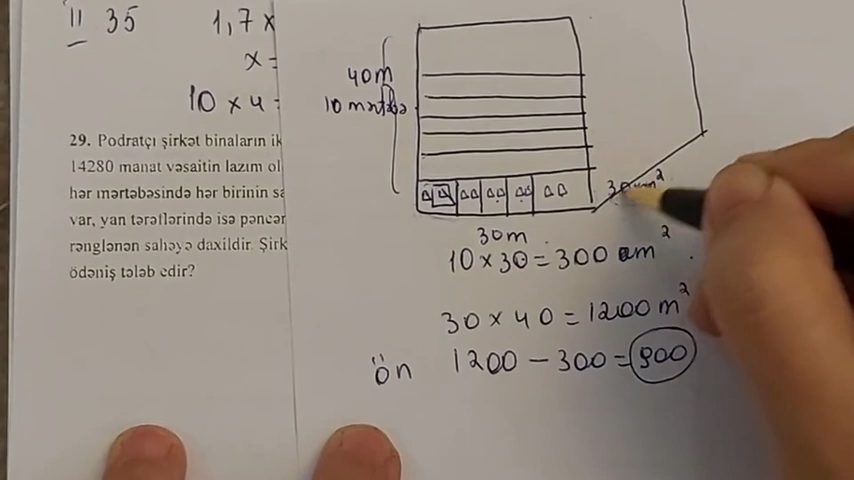 II 35
1,7 x
x =
10 x 4 =
29. Podratçı şirkət binaların ik
14280 manat vəsaitin lazım ol
hər mərtəbəsində hər birinin sa
var, yan tərəflərində isə pəncər
rənglənən sahəyə daxildir. Şirk
ödəniş tələb edir?
40m
10 mərtəbə
30m
10 x 30 = 300 m²
30 x 40 = 1200 m²
ön 1200 - 300 = 900